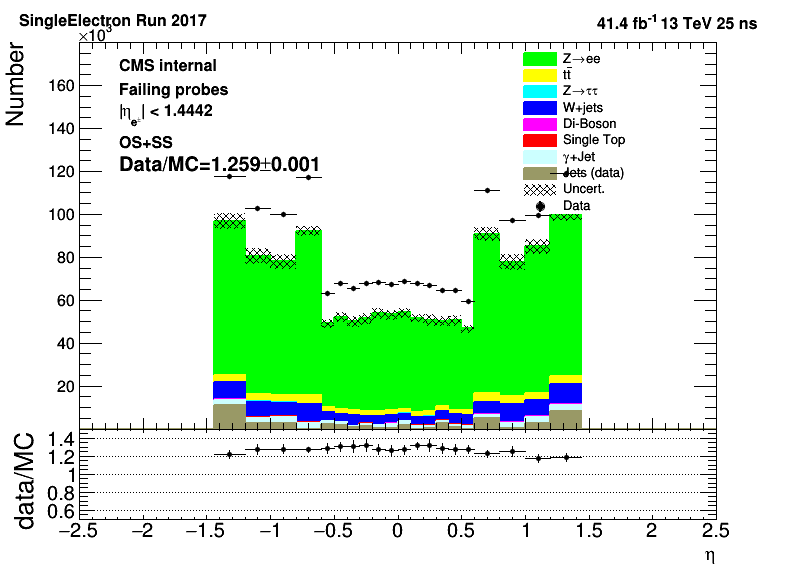 SingleElectron Run 2017
41.4 fb⁻¹ 13 TeV 25 ns
×10³
Number
160
140
120
100
80
60
40
20
CMS internal
Failing probes
|ηe±| < 1.4442
OS+SS
Data/MC=1.259±0.001
Z→ee
tt̄
Z→ττ
W+jets
Di-Boson
Single Top
γ+Jet
Jets (data)
Uncert.
Data
data/MC
1.4
1.2
1
0.8
0.6
−2.5 −2 −1.5 −1 −0.5 0 0.5 1 1.5 2 2.5
η